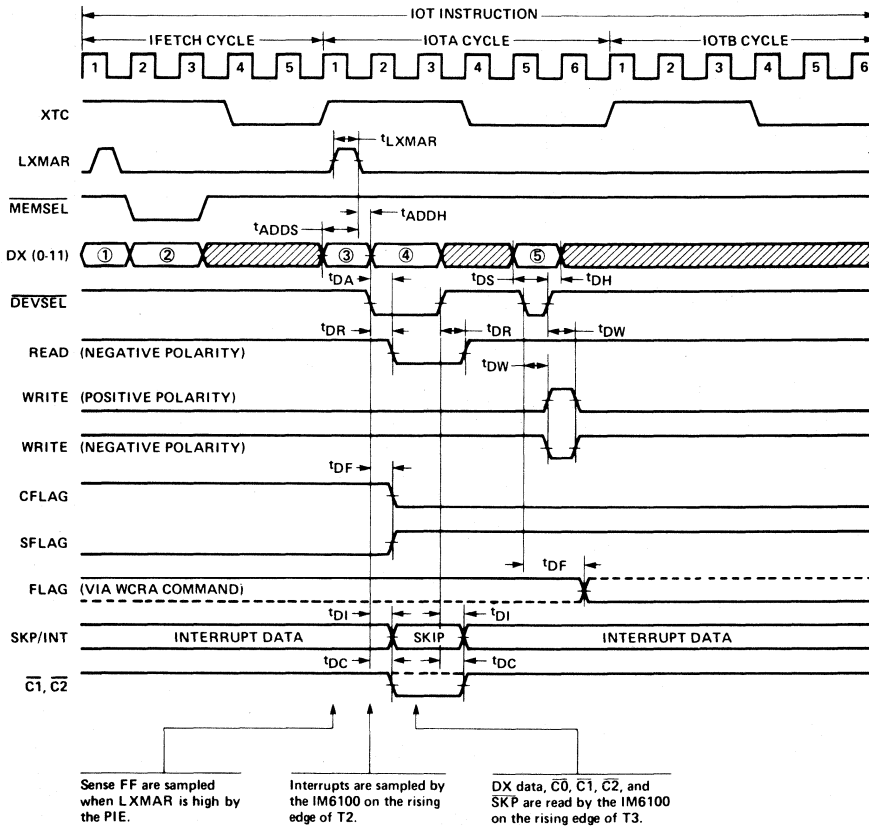 IOT INSTRUCTION
IFETCH CYCLE IOTA CYCLE IOTB CYCLE
1 2 3 4 5 1 2 3 4 5 6 1 2 3 4 5 6
XTC
tLXMAR
LXMAR
MEMSEL
tADDS tADDH
DX (0-11) ① ② ③ ④ ⑤
tDA tDS tDH
DEVSEL
tDR tDR tDW
READ (NEGATIVE POLARITY)
tDW
WRITE (POSITIVE POLARITY)
WRITE (NEGATIVE POLARITY)
tDF
CFLAG
SFLAG
tDF
FLAG (VIA WCRA COMMAND)
tDI tDI
SKP/INT INTERRUPT DATA SKIP INTERRUPT DATA
tDC tDC
C1, C2
Sense FF are sampled
when LXMAR is high by
the PIE.
Interrupts are sampled by
the IM6100 on the rising
edge of T2.
DX data, C0, C1, C2, and
SKP are read by the IM6100
on the rising edge of T3.